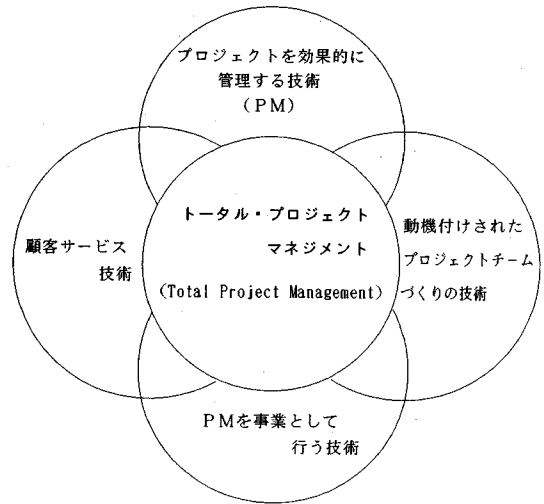 プロジェクトを効果的に
管理する技術
(PM)
トータル・プロジェクト
マネジメント
(Total Project Management)
顧客サービス
技術
動機付けされた
プロジェクトチーム
づくりの技術
PMを事業として
行う技術